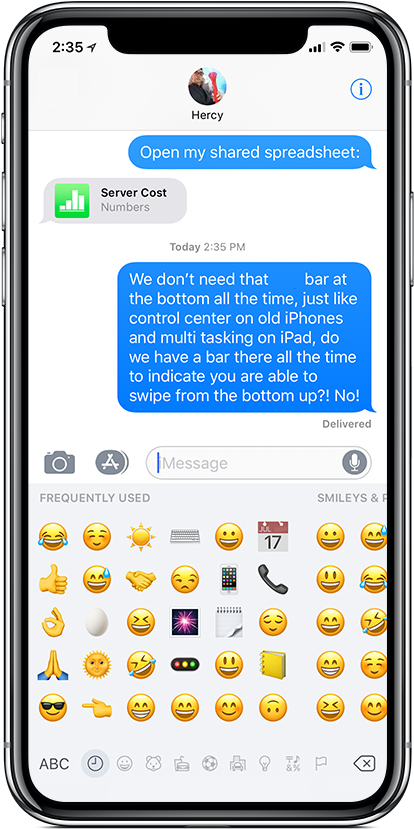 2:35
Hercy
Open my shared spreadsheet:
Server Cost
Numbers
Today 2:35 PM
We don't need that bar at
the bottom all the time, just like
control center on old iPhones
and multi tasking on iPad, do
we have a bar there all the time
to indicate you are able to
swipe from the bottom up?! No!
Delivered
iMessage
FREQUENTLY USED SMILEYS & P
JUL
17
ABC
&%